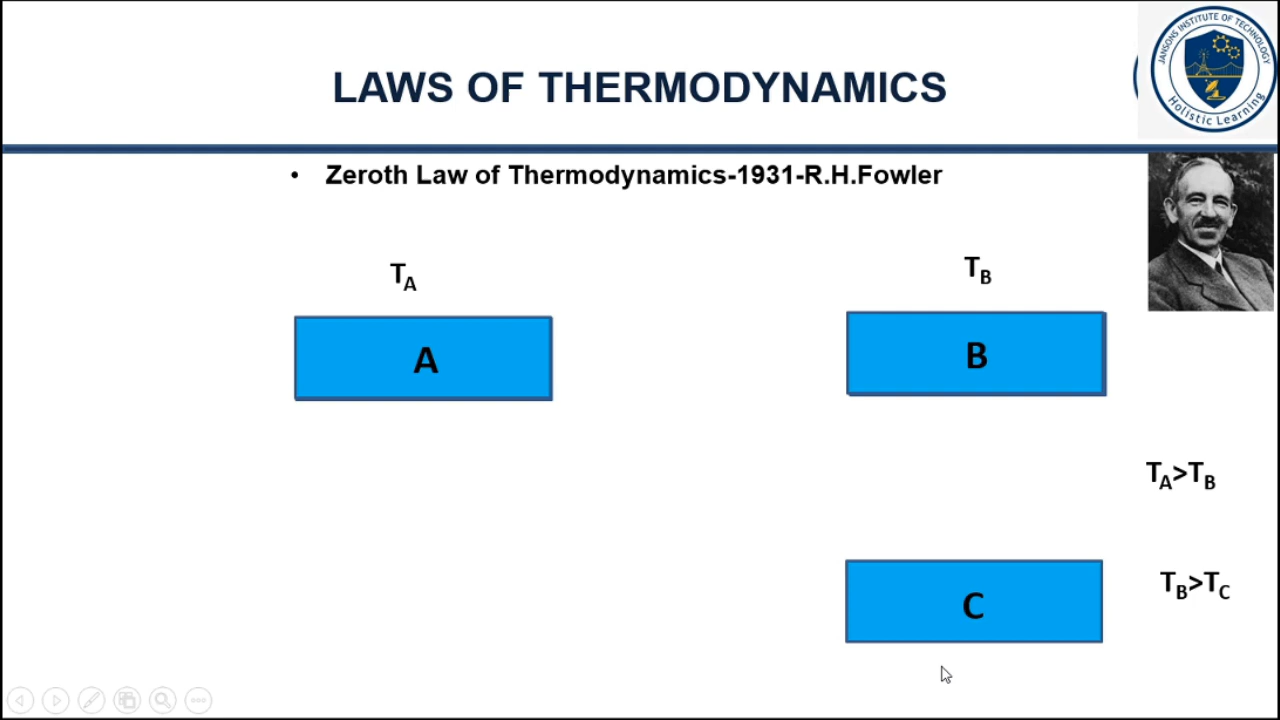 LAWS OF THERMODYNAMICS
JANSONS INSTITUTE OF TECHNOLOGY
Holistic Learning
• Zeroth Law of Thermodynamics-1931-R.H.Fowler
TA
TB
A
B
TA>TB
TB>TC
C